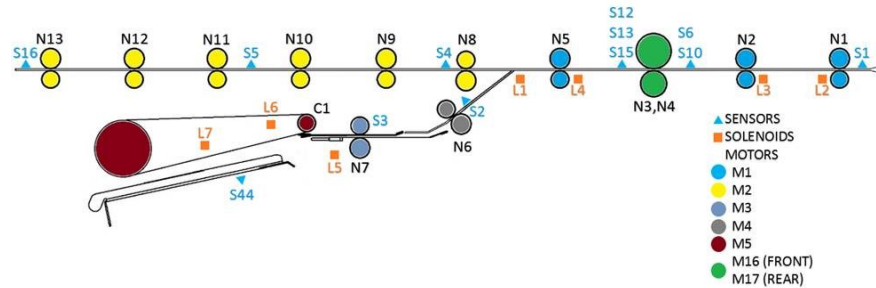 S12
S13
S15
S6
S10
N13
N12
N11
N10
N9
N8
N5
N2
N1
S16
S5
S4
S1
L1
L4
N3,N4
L3
L2
C1
L6
S3
S2
L7
N6
L5
N7
S44
SENSORS
SOLENOIDS
MOTORS
M1
M2
M3
M4
M5
M16 (FRONT)
M17 (REAR)